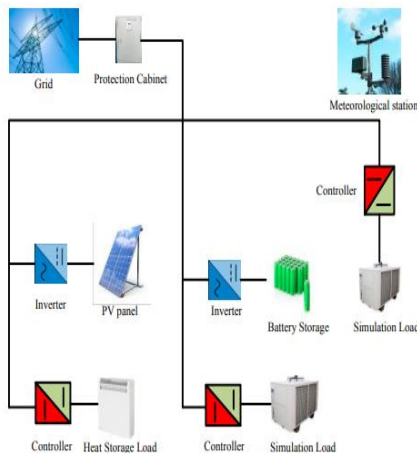 Grid
Protection Cabinet
Meteorological station
Controller
Inverter
PV panel
Inverter
Battery Storage
Simulation Load
Controller
Heat Storage Load
Controller
Simulation Load